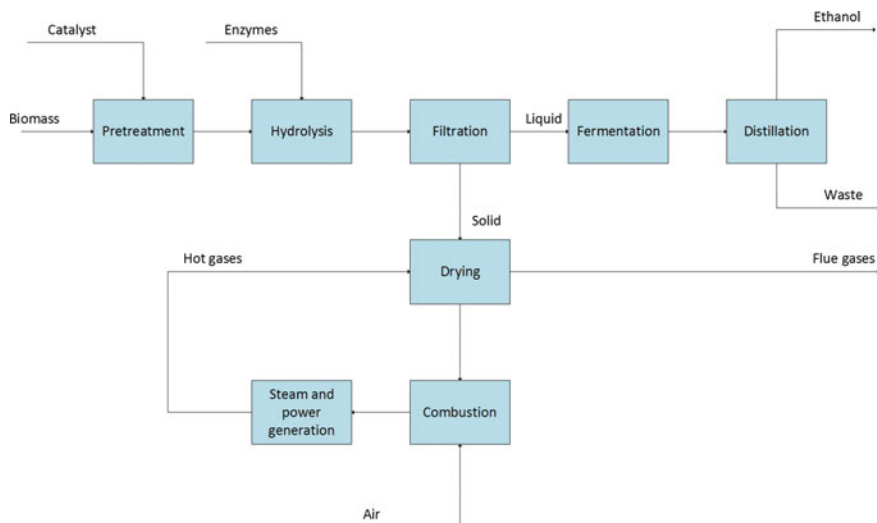 Catalyst
Enzymes
Ethanol
Biomass
Pretreatment
Hydrolysis
Filtration
Liquid
Fermentation
Distillation
Waste
Solid
Hot gases
Drying
Flue gases
Steam and
power
generation
Combustion
Air